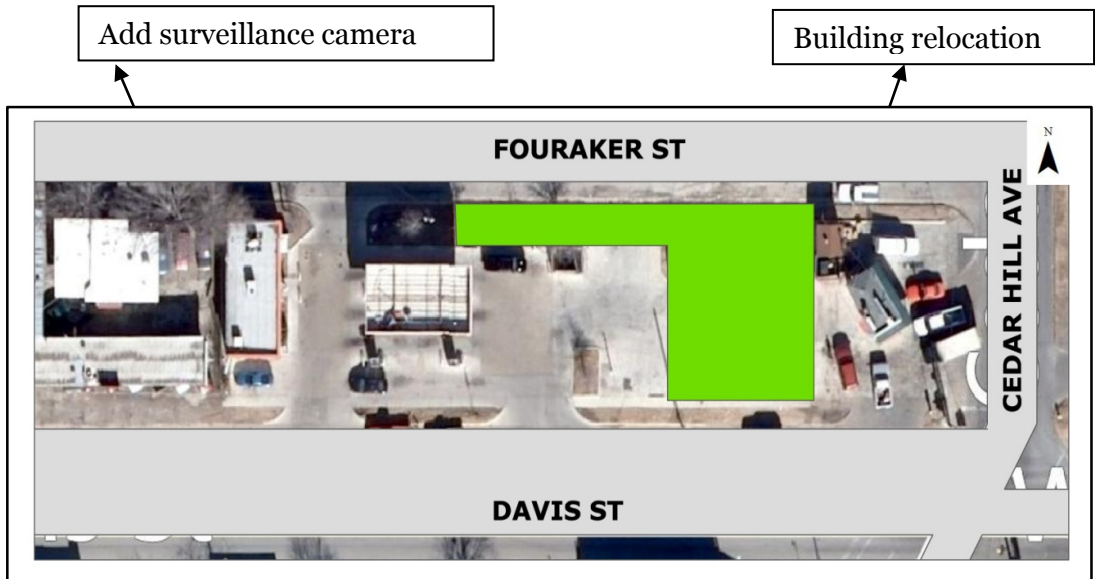 Add surveillance camera
Building relocation
N
FOURAKER ST
CEDAR HILL AVE
DAVIS ST